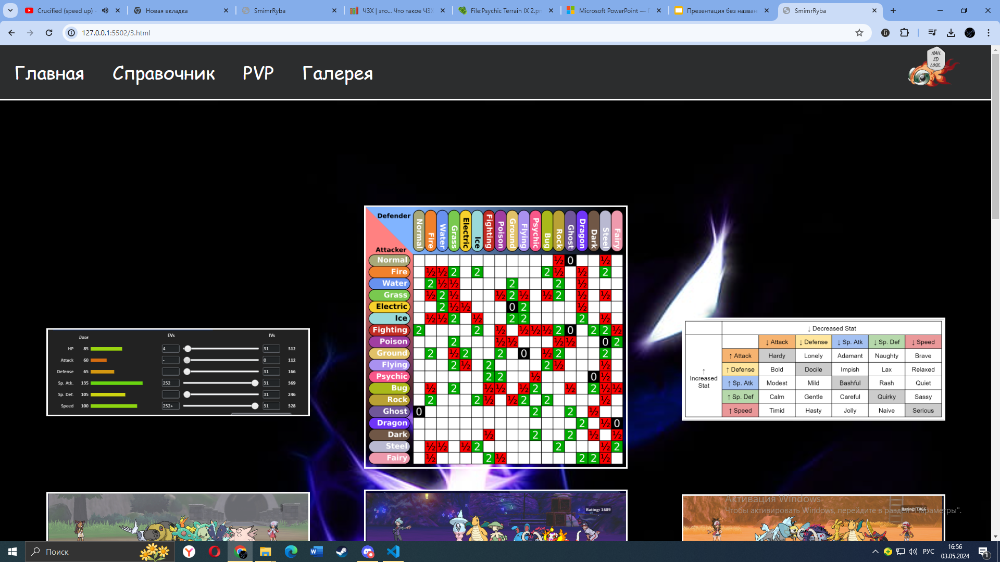 Crucified (speed up) -
Новая вкладка
SmimrRyba
ЧЗХ | это... Что такое ЧЗХ
File:Psychic Terrain IX 2.pn
Microsoft PowerPoint —
Презентация без назван
SmimrRyba
127.0.0.1:5502/3.html
Главная Справочник PVP Галерея
NAH.
I'D
LOSE.
Defender
Normal Fire Water Grass Electric Ice Fighting Poison Ground Flying Psychic Bug Rock Ghost Dragon Dark Steel Fairy
Attacker
Normal ½ 0 ½
Fire ½ ½ 2 2 2 ½ ½ 2
Water 2 ½ ½ 2 2 ½
Grass ½ 2 ½ ½ 2 ½ ½ 2 ½ ½
Electric 2 ½ ½ 0 2 ½
Ice ½ ½ 2 ½ 2 2 2 ½
Fighting 2 2 ½ ½ ½ ½ 2 0 2 2 ½
Poison 2 ½ ½ ½ ½ 0 2
Ground 2 ½ 2 2 0 ½ 2 2
Flying 2 ½ 2 2 ½ ½
Psychic 2 2 ½ 0 ½
Bug ½ 2 ½ ½ ½ 2 ½ 2 ½ ½
Rock 2 2 ½ ½ 2 2 ½
Ghost 0 2 2 ½
Dragon 2 ½ 0
Dark ½ 2 2 ½ ½
Steel ½ ½ ½ 2 2 ½ 2
Fairy ½ 2 ½ 2 2 ½
Base EVs IVs
HP 85 4 31 312
Attack 60 - 0 112
Defense 65 31 166
Sp. Atk. 135 252 31 369
Sp. Def. 105 31 246
Speed 100 252+ 31 328
↓ Decreased Stat
↓ Attack ↓ Defense ↓ Sp. Atk ↓ Sp. Def ↓ Speed
↑
Increased
Stat
↑ Attack Hardy Lonely Adamant Naughty Brave
↑ Defense Bold Docile Impish Lax Relaxed
↑ Sp. Atk Modest Mild Bashful Rash Quiet
↑ Sp. Def Calm Gentle Careful Quirky Sassy
↑ Speed Timid Hasty Jolly Naive Serious
Rating: 1689
Rating: 1466
Активация Windows
Чтобы активировать Windows, перейдите в раздел "Параметры".
Поиск
РУС
16:56
03.05.2024
1